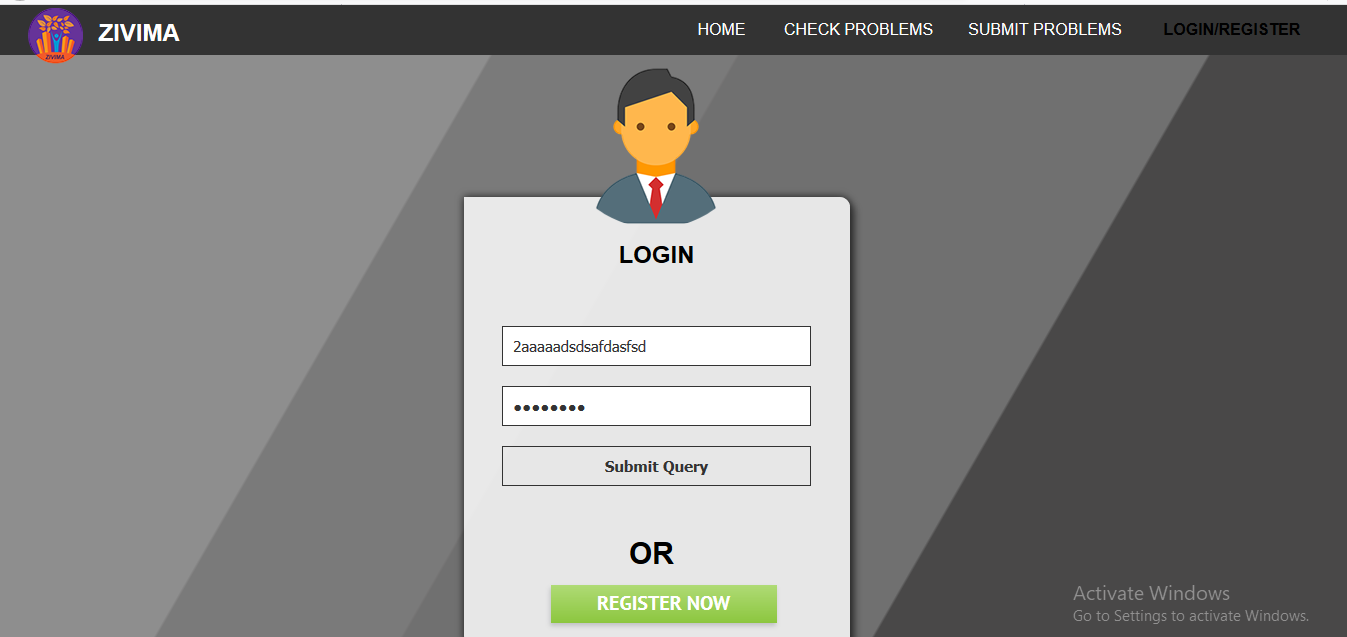 ZIVIMA
ZIVIMA
HOME
CHECK PROBLEMS
SUBMIT PROBLEMS
LOGIN/REGISTER
LOGIN
2aaaaadsdsafdasfsd
••••••••
Submit Query
OR
REGISTER NOW
Activate Windows
Go to Settings to activate Windows.